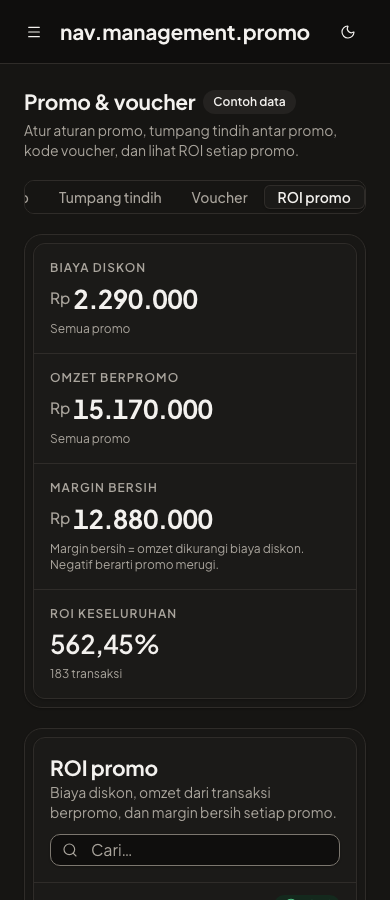 nav.management.promo
Promo & voucher
Contoh data
Atur aturan promo, tumpang tindih antar promo,
kode voucher, dan lihat ROI setiap promo.
Tumpang tindih
Voucher
ROI promo
BIAYA DISKON
Rp 2.290.000
Semua promo
OMZET BERPROMO
Rp 15.170.000
Semua promo
MARGIN BERSIH
Rp 12.880.000
Margin bersih = omzet dikurangi biaya diskon.
Negatif berarti promo merugi.
ROI KESELURUHAN
562,45%
183 transaksi
ROI promo
Biaya diskon, omzet dari transaksi
berpromo, dan margin bersih setiap promo.
Cari...